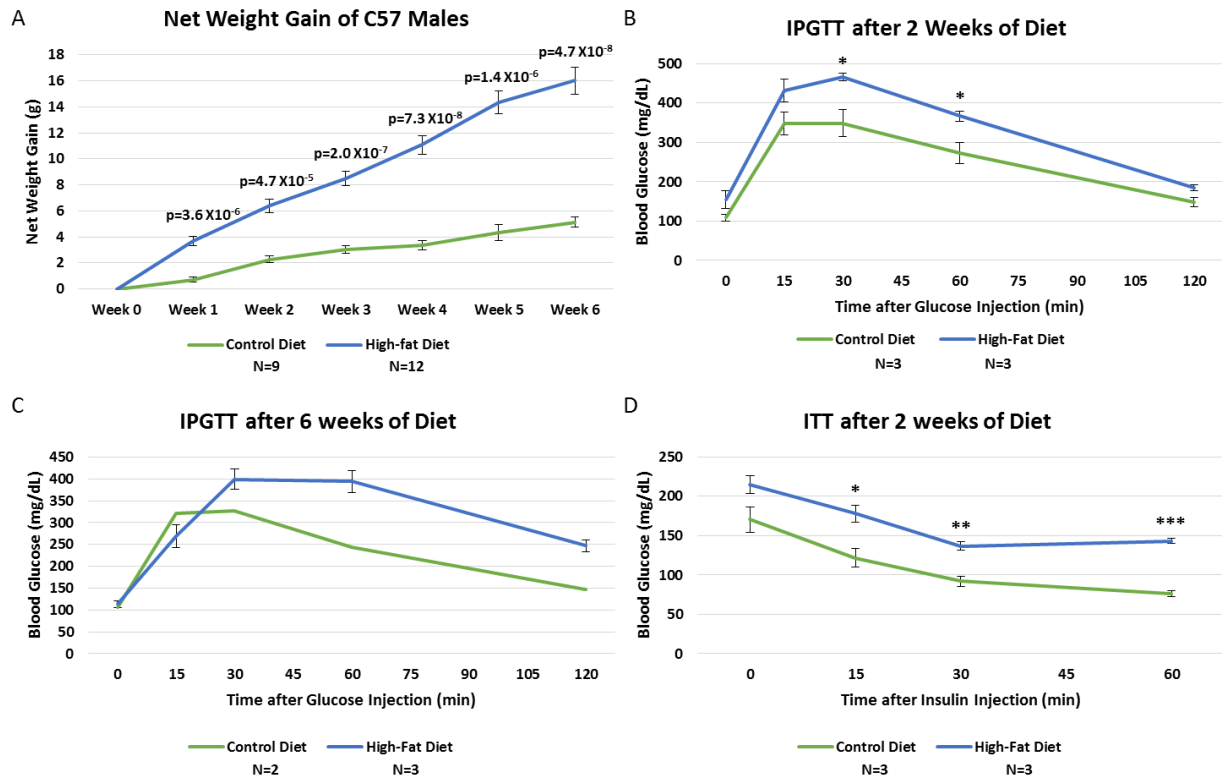 A
Net Weight Gain of C57 Males
Net Weight Gain (g)
18
16
14
12
10
8
6
4
2
0
p=3.6 X10-6
p=4.7 X10-5
p=2.0 X10-7
p=7.3 X10-8
p=1.4 X10-6
p=4.7 X10-8
Week 0 Week 1 Week 2 Week 3 Week 4 Week 5 Week 6
Control Diet High-fat Diet
N=9 N=12
B
IPGTT after 2 Weeks of Diet
Blood Glucose (mg/dL)
500
400
300
200
100
0
* *
0 15 30 45 60 75 90 105 120
Time after Glucose Injection (min)
Control Diet High-Fat Diet
N=3 N=3
C
IPGTT after 6 weeks of Diet
Blood Glucose (mg/dL)
450
400
350
300
250
200
150
100
50
0
0 15 30 45 60 75 90 105 120
Time after Glucose Injection (min)
Control Diet High-Fat Diet
N=2 N=3
D
ITT after 2 weeks of Diet
Blood Glucose (mg/dL)
250
200
150
100
50
0
* ** ***
0 15 30 45 60
Time after Insulin Injection (min)
Control Diet High-Fat Diet
N=3 N=3